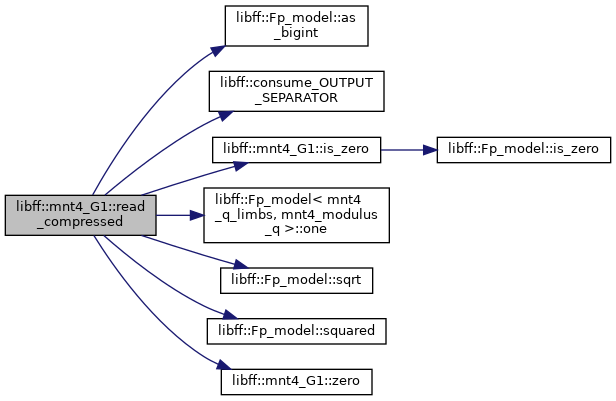 libff::Fp_model::as
_bigint
libff::consume_OUTPUT
_SEPARATOR
libff::mnt4_G1::is_zero
libff::Fp_model::is_zero
libff::mnt4_G1::read
_compressed
libff::Fp_model< mnt4
_q_limbs, mnt4_modulus
_q >::one
libff::Fp_model::sqrt
libff::Fp_model::squared
libff::mnt4_G1::zero